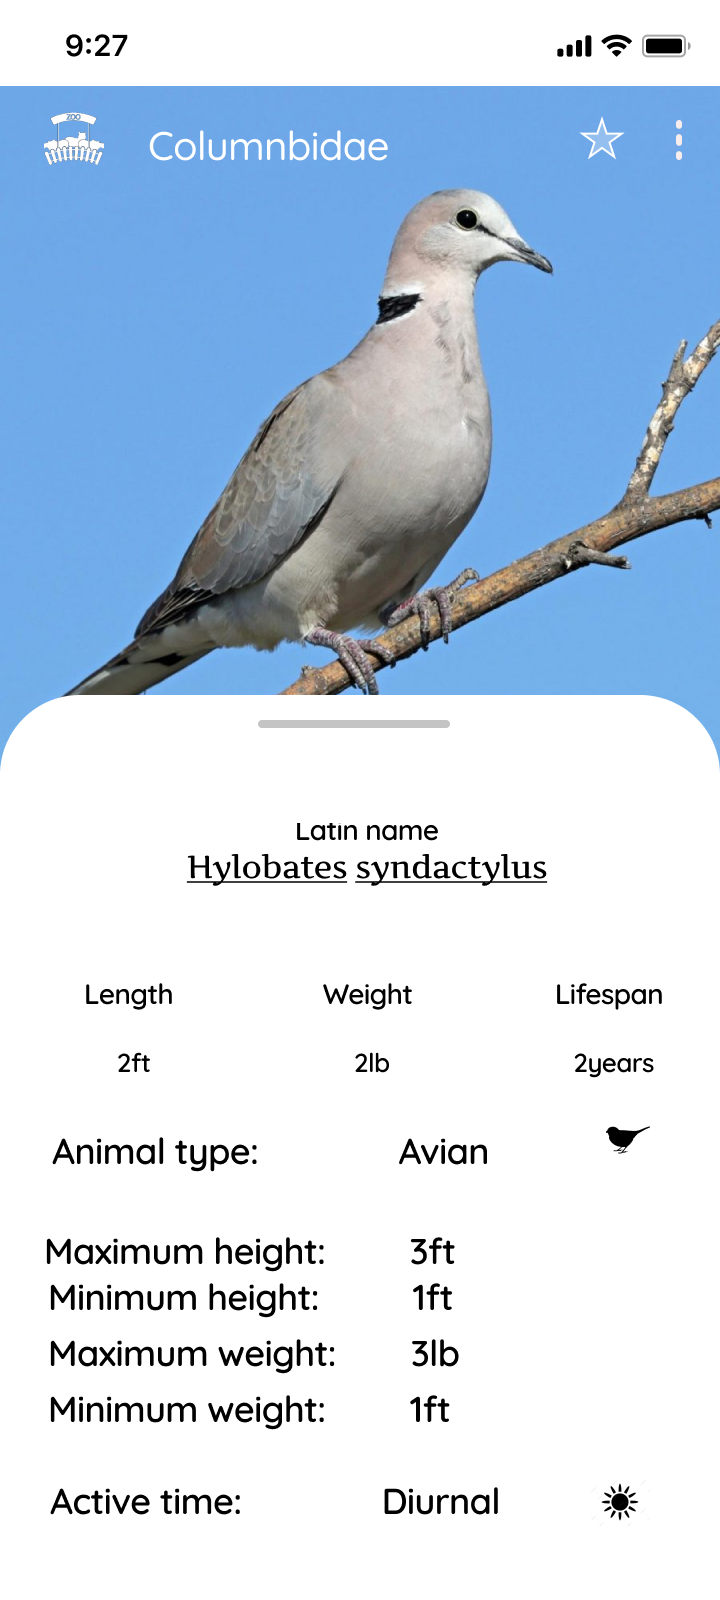 9:27
ZOO
Columnbidae
Latin name
Hylobates syndactylus
Length Weight Lifespan
2ft 2lb 2years
Animal type: Avian
Maximum height: 3ft
Minimum height: 1ft
Maximum weight: 3lb
Minimum weight: 1ft
Active time: Diurnal